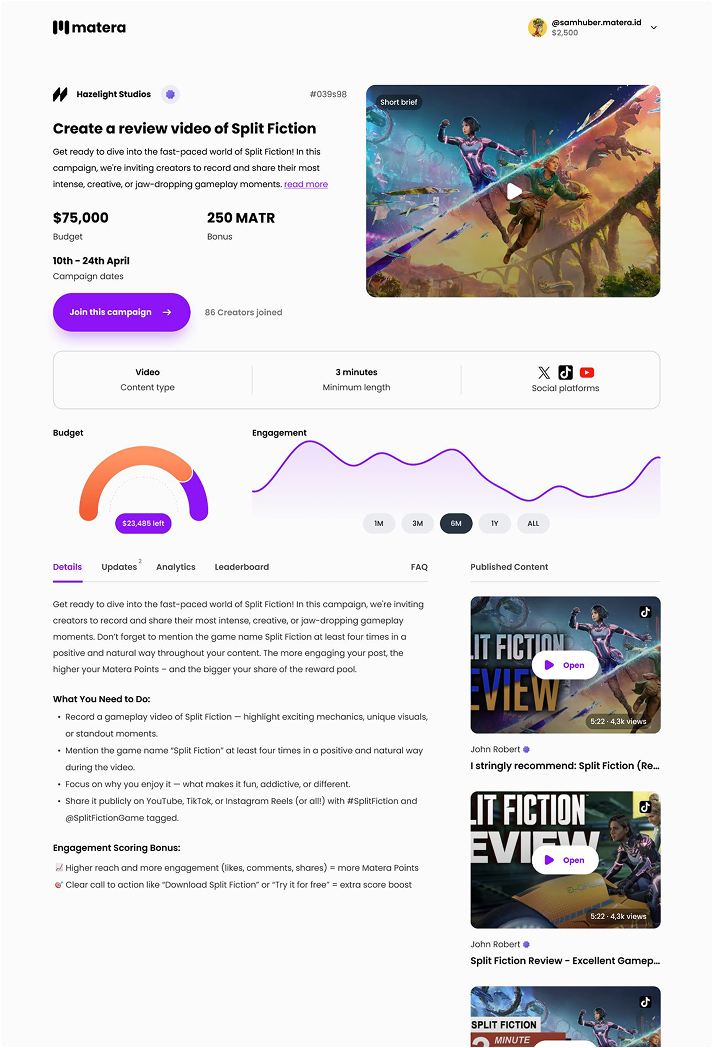 matera
@samhuber.matera.id
$2,500
Hazelight Studios
#039s98
Create a review video of Split Fiction
Get ready to dive into the fast-paced world of Split Fiction! In this
campaign, we're inviting creators to record and share their most
intense, creative, or jaw-dropping gameplay moments. read more
$75,000
Budget
250 MATR
Bonus
10th - 24th April
Campaign dates
Join this campaign →
86 Creators joined
Short brief
Video
Content type
3 minutes
Minimum length
Social platforms
Budget
$23,485 left
Engagement
1M
3M
6M
1Y
ALL
Details
Updates 2
Analytics
Leaderboard
FAQ
Get ready to dive into the fast-paced world of Split Fiction! In this campaign, we're inviting
creators to record and share their most intense, creative, or jaw-dropping gameplay
moments. Don't forget to mention the game name Split Fiction at least four times in a
positive and natural way throughout your content. The more engaging your post, the
higher your Matera Points – and the bigger your share of the reward pool.
What You Need to Do:
• Record a gameplay video of Split Fiction — highlight exciting mechanics, unique visuals,
or standout moments.
• Mention the game name “Split Fiction” at least four times in a positive and natural way
during the video.
• Focus on why you enjoy it — what makes it fun, addictive, or different.
• Share it publicly on YouTube, TikTok, or Instagram Reels (or all!) with #SplitFiction and
@SplitFictionGame tagged.
Engagement Scoring Bonus:
📈 Higher reach and more engagement (likes, comments, shares) = more Matera Points
🎯 Clear call to action like “Download Split Fiction” or “Try it for free” = extra score boost
Published Content
LIT FICTION
EVIEW
Open
5:22 · 4,3k views
John Robert
I stringly recommend: Split Fiction (Re...
LIT FICTION
EVIEW
Open
5:22 · 4,3k views
John Robert
Split Fiction Review - Excellent Gamep...
SPLIT FICTION
MINUTE